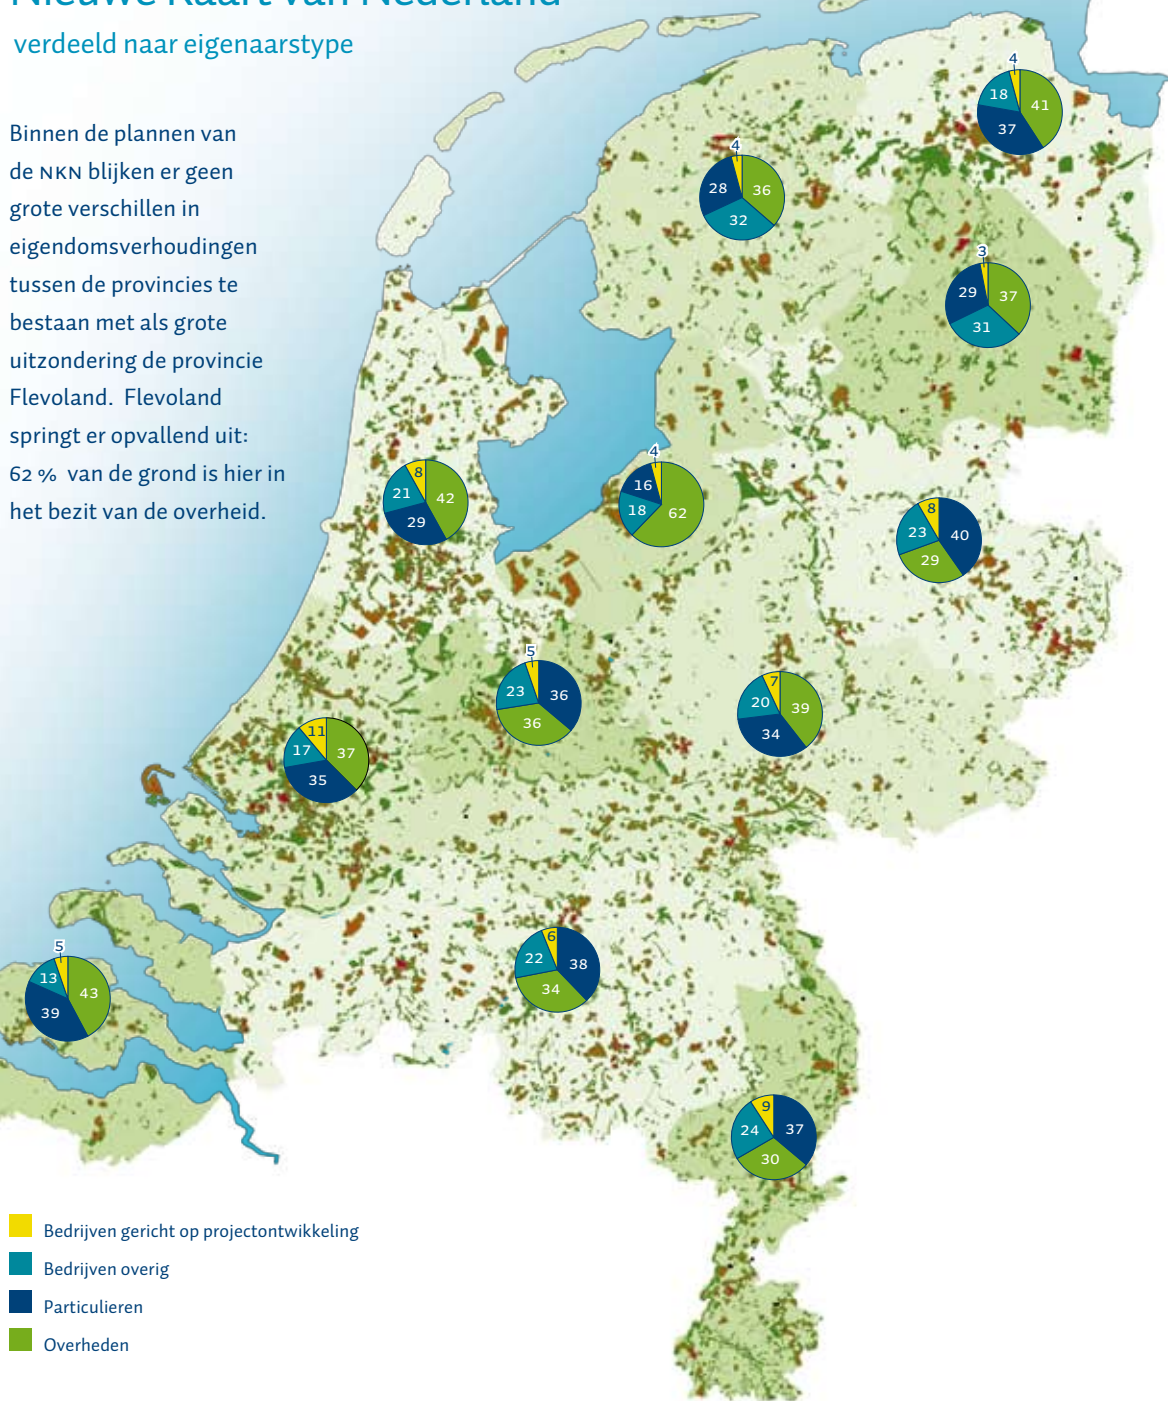 Nieuwe Kaart van Nederland
verdeeld naar eigenaarstype
Binnen de plannen van
de NKN blijken er geen
grote verschillen in
eigendomsverhoudingen
tussen de provincies te
bestaan met als grote
uitzondering de provincie
Flevoland. Flevoland
springt er opvallend uit:
62 % van de grond is hier in
het bezit van de overheid.
4
18
41
37
4
28
36
32
3
29
37
31
8
21
42
29
4
16
18
62
8
23
40
29
5
23
36
36
7
20
39
34
11
17
37
35
5
13
43
39
6
22
38
34
9
24
37
30
Bedrijven gericht op projectontwikkeling
Bedrijven overig
Particulieren
Overheden